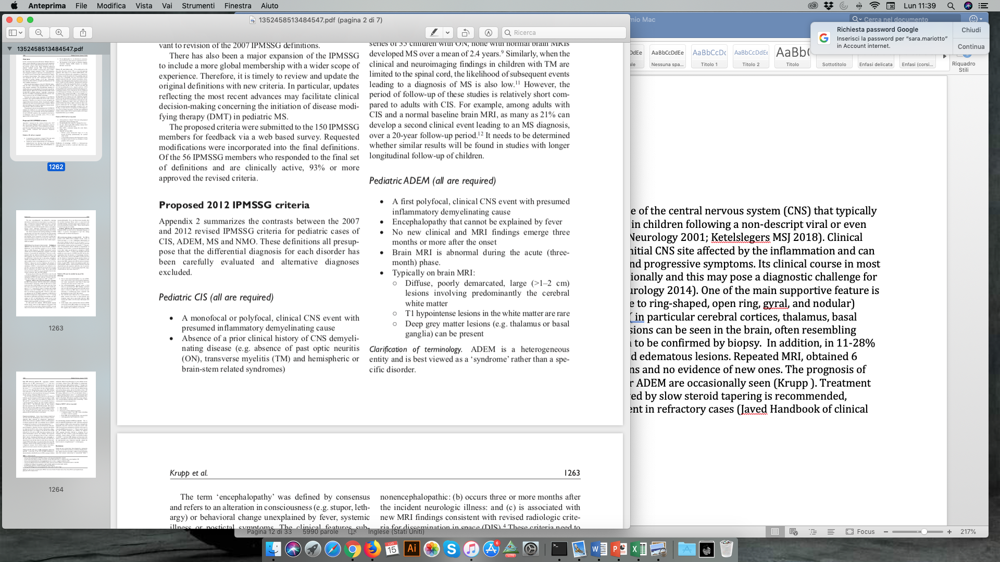 Anteprima File Modifica Vista Vai Strumenti Finestra Aiuto
Lun 11:39
1352458513484547.pdf (pagina 2 di 7)
Ricerca
1352458513484547.pdf
1262
1263
1264
vant to revision of the 2007 IPMSSG definitions.
There has also been a major expansion of the IPMSSG
to include a more global membership with a wider scope of
experience. Therefore, it is timely to review and update the
original definitions with new criteria. In particular, updates
reflecting the most recent advances may facilitate clinical
decision-making concerning the initiation of disease modi-
fying therapy (DMT) in pediatric MS.
The proposed criteria were submitted to the 150 IPMSSG
members for feedback via a web based survey. Requested
modifications were incorporated into the final definitions.
Of the 56 IPMSSG members who responded to the final set
of definitions and are clinically active, 93% or more
approved the revised criteria.
Proposed 2012 IPMSSG criteria
Appendix 2 summarizes the contrasts between the 2007
and 2012 revised IPMSSG criteria for pediatric cases of
CIS, ADEM, MS and NMO. These definitions all presup-
pose that the differential diagnosis for each disorder has
been carefully evaluated and alternative diagnoses
excluded.
Pediatric CIS (all are required)
• A monofocal or polyfocal, clinical CNS event with
presumed inflammatory demyelinating cause
• Absence of a prior clinical history of CNS demyeli-
nating disease (e.g. absence of past optic neuritis
(ON), transverse myelitis (TM) and hemispheric or
brain-stem related syndromes)
series of 35 children with ON, none with normal brain MRIs
developed MS over a mean of 2.4 years.9 Similarly, when the
clinical and neuroimaging findings in children with TM are
limited to the spinal cord, the likelihood of subsequent events
leading to a diagnosis of MS is also low.11 However, the
period of follow-up of these studies is relatively short com-
pared to adults with CIS. For example, among adults with
CIS and a normal baseline brain MRI, as many as 21% can
develop a second clinical event leading to an MS diagnosis,
over a 20-year follow-up period.12 It needs to be determined
whether similar results will be found in studies with longer
longitudinal follow-up of children.
Pediatric ADEM (all are required)
• A first polyfocal, clinical CNS event with presumed
inflammatory demyelinating cause
• Encephalopathy that cannot be explained by fever
• No new clinical and MRI findings emerge three
months or more after the onset
• Brain MRI is abnormal during the acute (three-
month) phase.
• Typically on brain MRI:
○ Diffuse, poorly demarcated, large (>1–2 cm)
lesions involving predominantly the cerebral
white matter
○ T1 hypointense lesions in the white matter are rare
○ Deep grey matter lesions (e.g. thalamus or basal
ganglia) can be present
Clarification of terminology. ADEM is a heterogeneous
entity and is best viewed as a ‘syndrome’ rather than a spe-
cific disorder.
Krupp et al. 1263
The term ‘encephalopathy’ was defined by consensus
and refers to an alteration in consciousness (e.g. stupor, leth-
argy) or behavioral change unexplained by fever, systemic
illness or postictal symptoms. The clinical features sub-
nonencephalopathic: (b) occurs three or more months after
the incident neurologic illness: and (c) is associated with
new MRI findings consistent with revised radiologic crite-
ria for dissemination in space (DIS).4 These criteria need to
mio Mac
Cerca nel documento
Richiesta password Google
Inserisci la password per “sara.mariotto”
in Account internet.
Chiudi
Continua
AaBbCcDdEe AaBbCcDc AaBbCcDdEe AaBb
Nessuna spa... Titolo 1 Titolo 2 Titolo Sottotitolo Enfasi delicata Enfasi (corsi...
Riquadro
Stili
e of the central nervous system (CNS) that typically
in children following a non-descript viral or even
Neurology 2001; Ketelslegers MSJ 2018). Clinical
nitial CNS site affected by the inflammation and can
nd progressive symptoms. Its clinical course in most
ionally and this may pose a diagnostic challenge for
urology 2014). One of the main supportive feature is
e to ring-shaped, open ring, gyral, and nodular)
( in particular cerebral cortices, thalamus, basal
sions can be seen in the brain, often resembling
to be confirmed by biopsy. In addition, in 11-28%
d edematous lesions. Repeated MRI, obtained 6
ns and no evidence of new ones. The prognosis of
r ADEM are occasionally seen (Krupp ). Treatment
ed by slow steroid tapering is recommended,
ent in refractory cases (Javed Handbook of clinical
Pagina 12 di 33 5990 parole Inglese (Stati Uniti)
Focus
217%
LUG
15
Ai
6
LITE